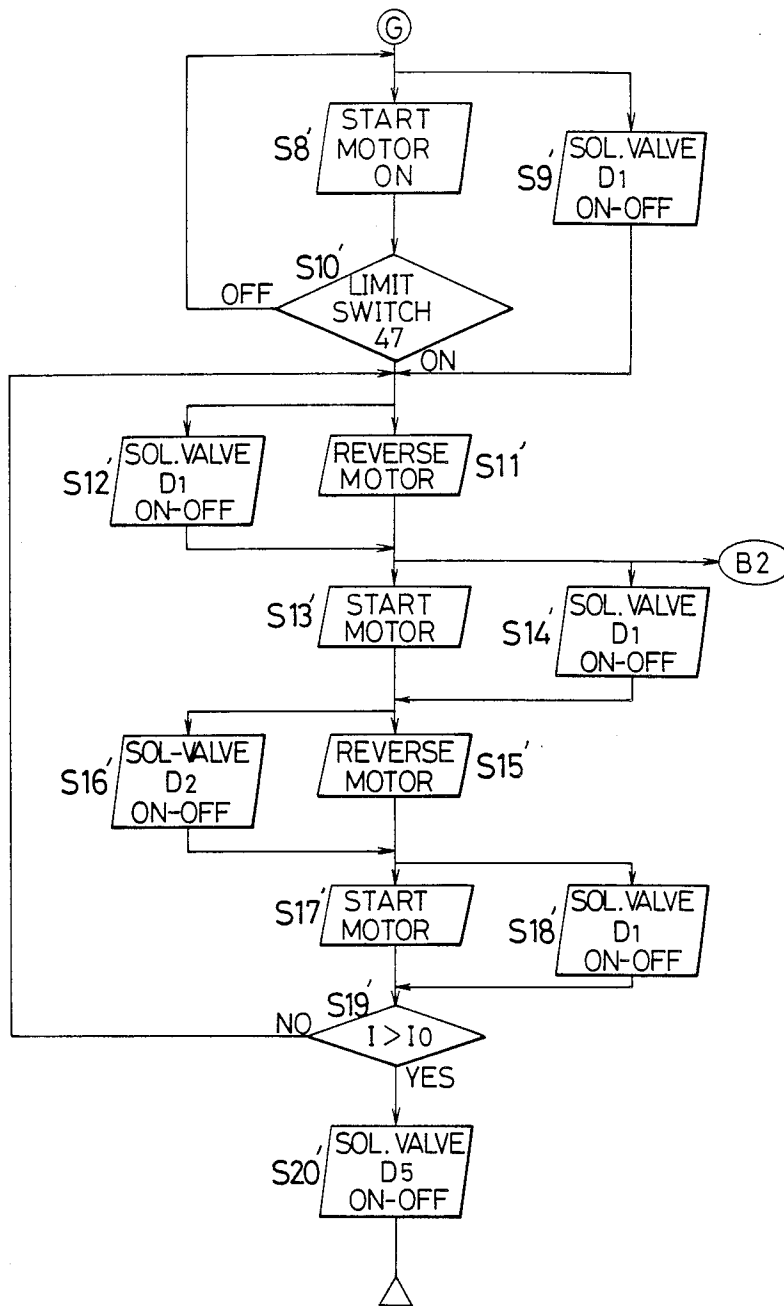 G
S8'
START
MOTOR
ON
S9'
SOL. VALVE
D1
ON-OFF
S10'
LIMIT
SWITCH
47
OFF
ON
S12'
SOL. VALVE
D1
ON-OFF
REVERSE
MOTOR
S11'
B2
S13'
START
MOTOR
S14'
SOL. VALVE
D1
ON-OFF
S16'
SOL-VALVE
D2
ON-OFF
REVERSE
MOTOR
S15'
S17'
START
MOTOR
S18'
SOL. VALVE
D1
ON-OFF
S19'
NO
I > I0
YES
S20'
SOL. VALVE
D5
ON-OFF